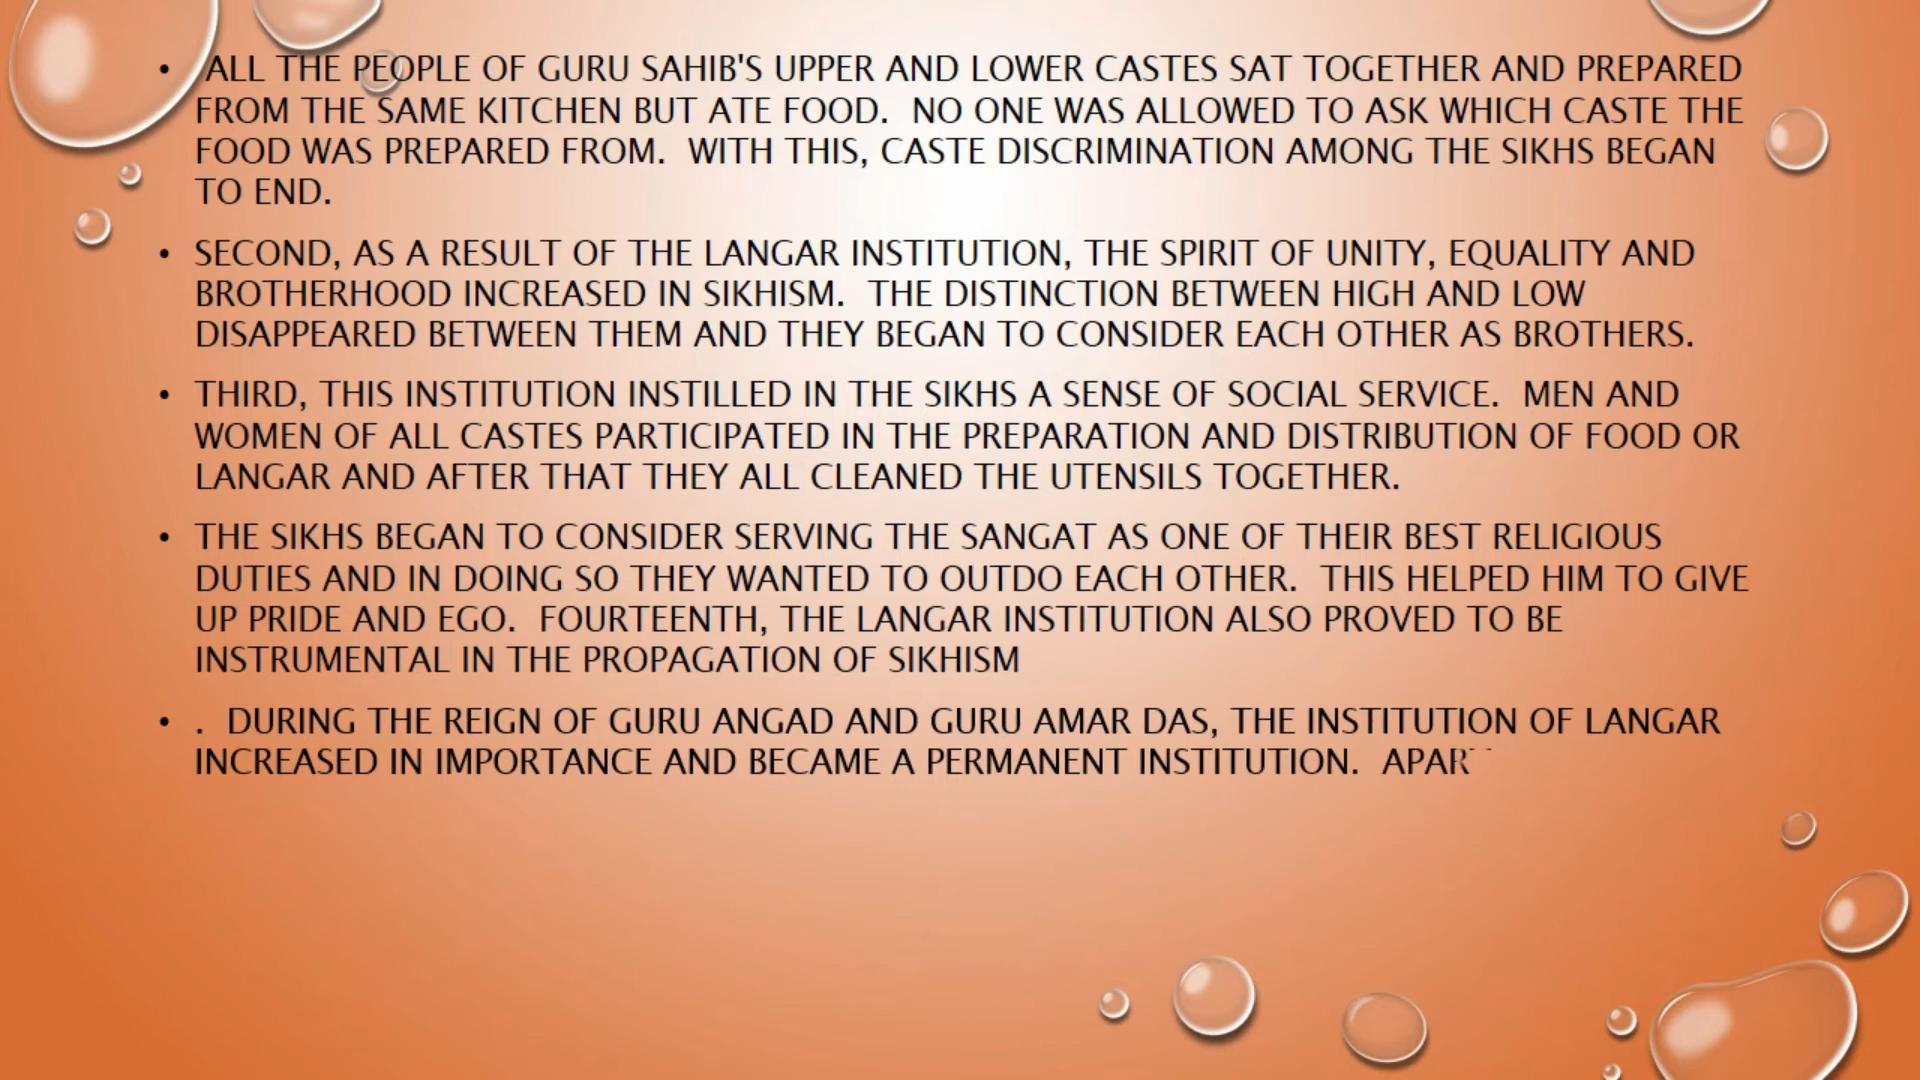 • ALL THE PEOPLE OF GURU SAHIB'S UPPER AND LOWER CASTES SAT TOGETHER AND PREPARED
FROM THE SAME KITCHEN BUT ATE FOOD. NO ONE WAS ALLOWED TO ASK WHICH CASTE THE
FOOD WAS PREPARED FROM. WITH THIS, CASTE DISCRIMINATION AMONG THE SIKHS BEGAN
TO END.
• SECOND, AS A RESULT OF THE LANGAR INSTITUTION, THE SPIRIT OF UNITY, EQUALITY AND
BROTHERHOOD INCREASED IN SIKHISM. THE DISTINCTION BETWEEN HIGH AND LOW
DISAPPEARED BETWEEN THEM AND THEY BEGAN TO CONSIDER EACH OTHER AS BROTHERS.
• THIRD, THIS INSTITUTION INSTILLED IN THE SIKHS A SENSE OF SOCIAL SERVICE. MEN AND
WOMEN OF ALL CASTES PARTICIPATED IN THE PREPARATION AND DISTRIBUTION OF FOOD OR
LANGAR AND AFTER THAT THEY ALL CLEANED THE UTENSILS TOGETHER.
• THE SIKHS BEGAN TO CONSIDER SERVING THE SANGAT AS ONE OF THEIR BEST RELIGIOUS
DUTIES AND IN DOING SO THEY WANTED TO OUTDO EACH OTHER. THIS HELPED HIM TO GIVE
UP PRIDE AND EGO. FOURTEENTH, THE LANGAR INSTITUTION ALSO PROVED TO BE
INSTRUMENTAL IN THE PROPAGATION OF SIKHISM
• . DURING THE REIGN OF GURU ANGAD AND GURU AMAR DAS, THE INSTITUTION OF LANGAR
INCREASED IN IMPORTANCE AND BECAME A PERMANENT INSTITUTION.